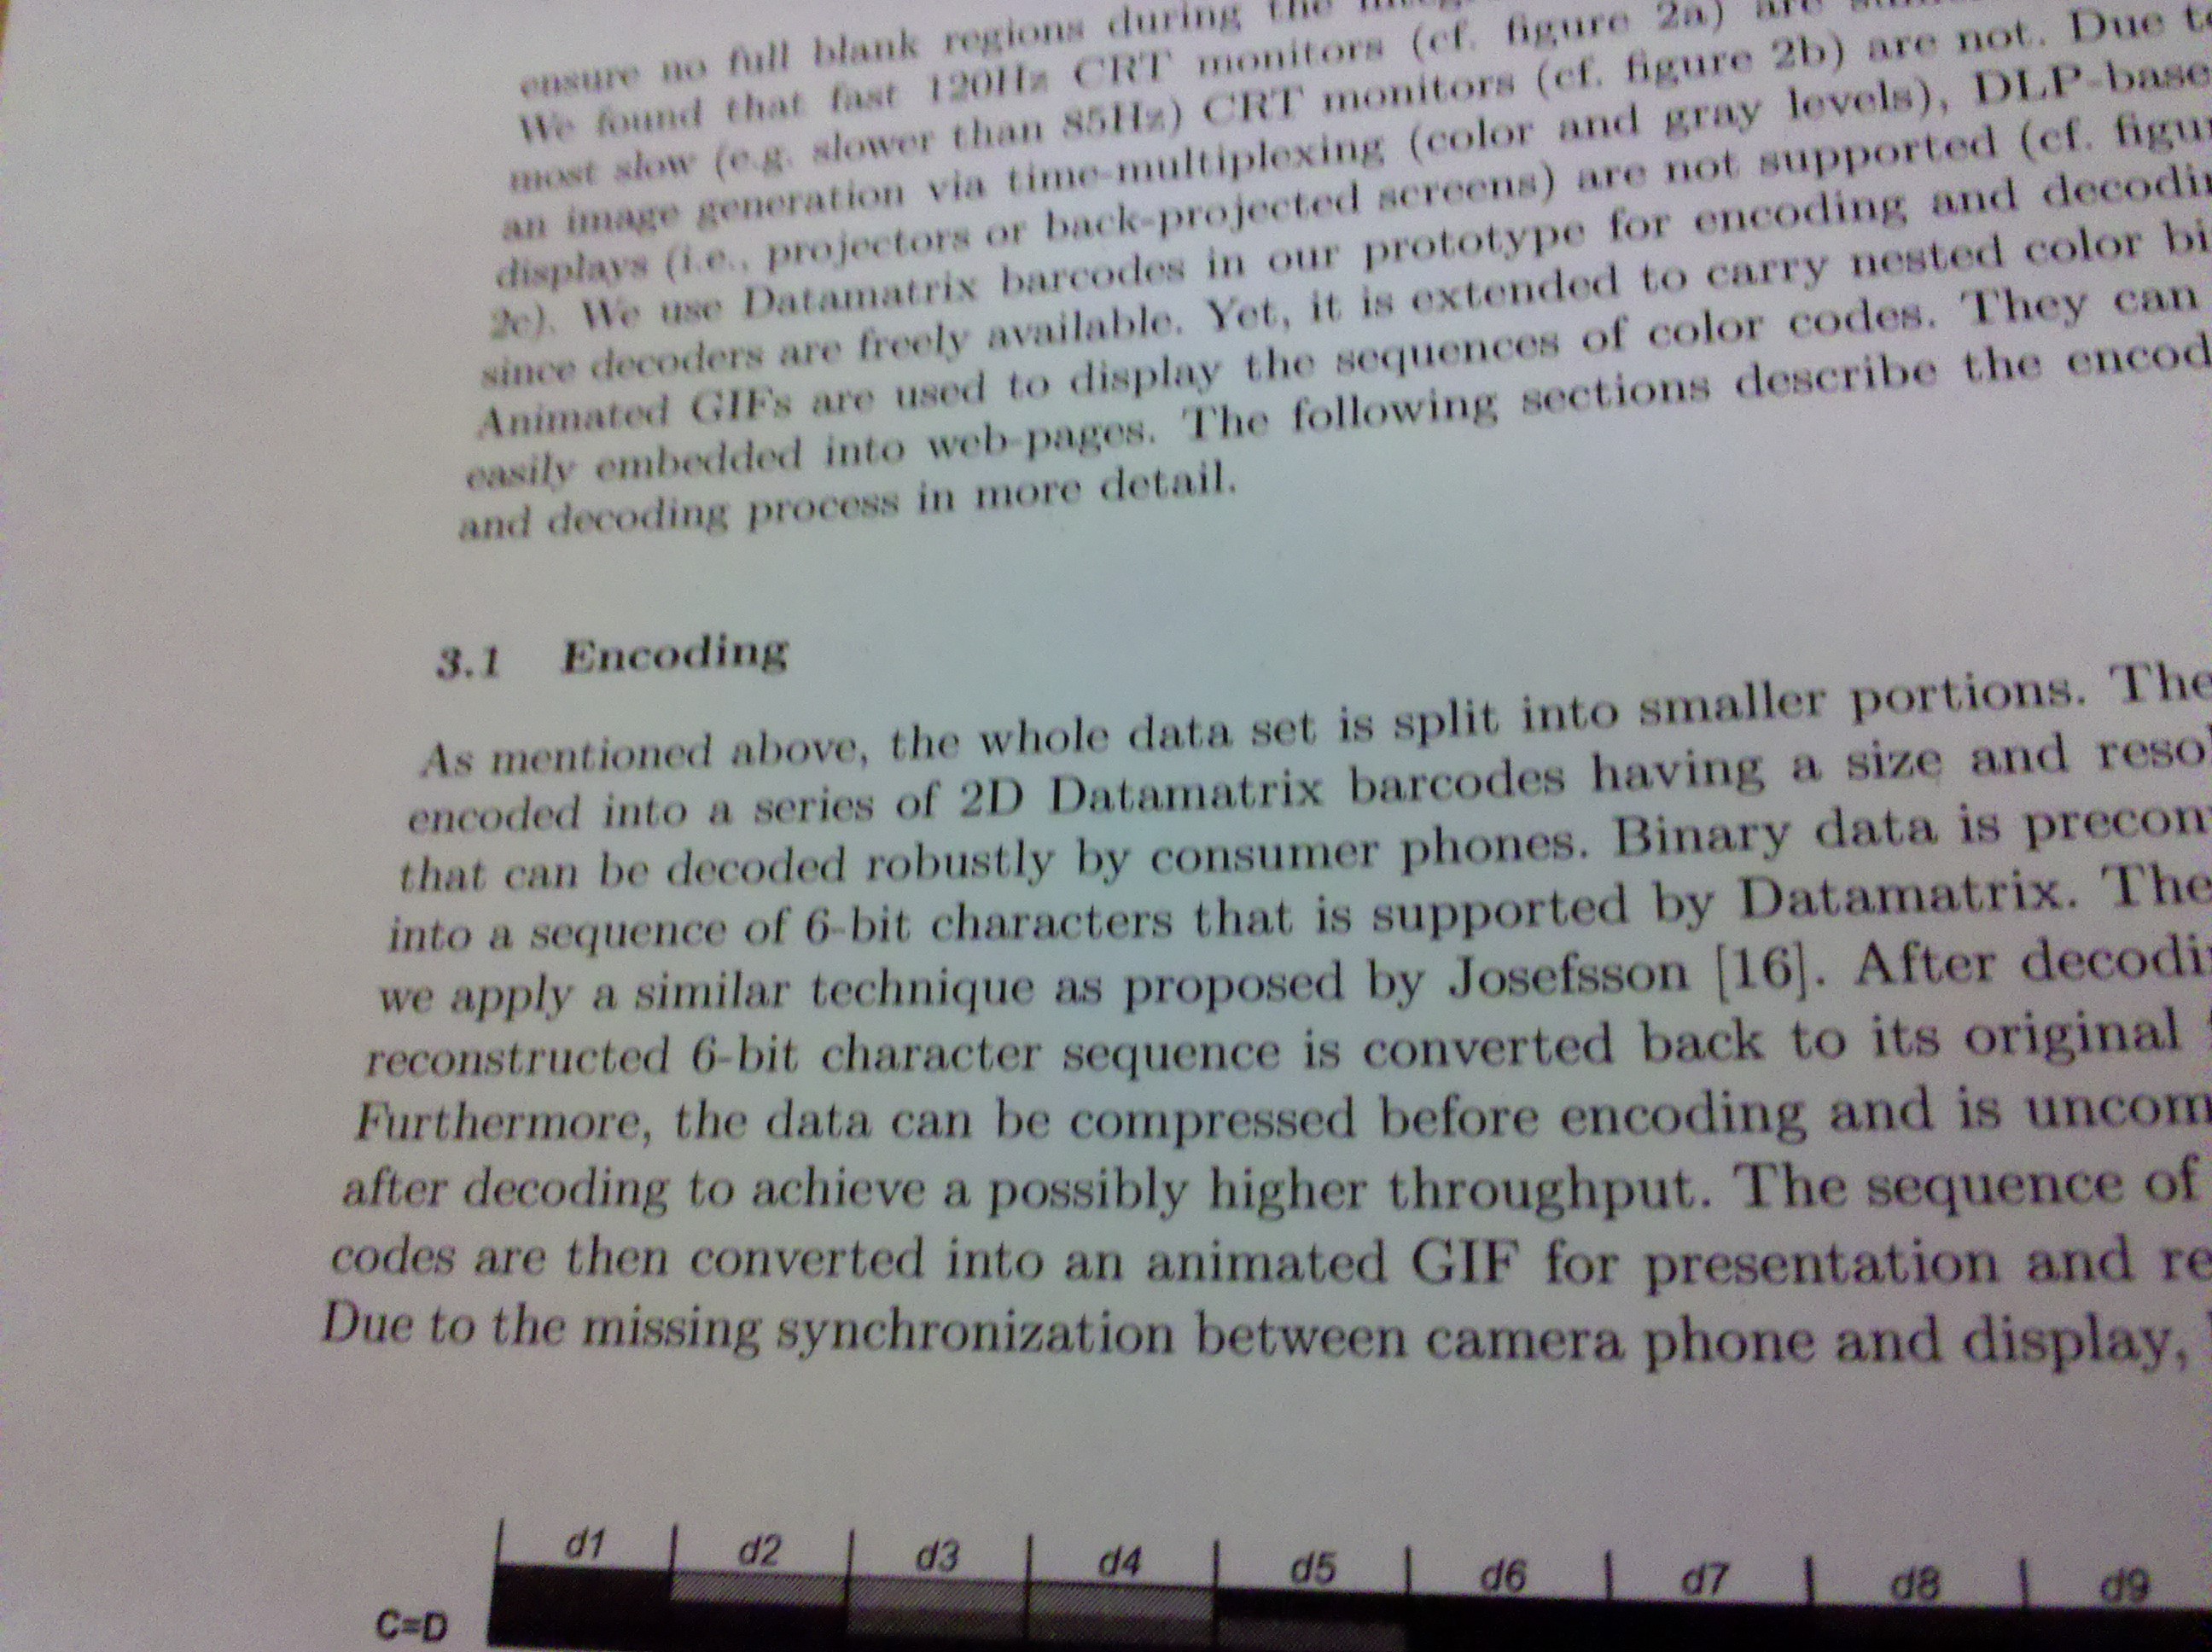 ensure no full blank regions during the
We found that fast 120Hz CRT monitors (cf. figure 2a) are
most slow (e.g. slower than 85Hz) CRT monitors (cf. figure 2b) are not. Due to
an image generation via time-multiplexing (color and gray levels), DLP-base
displays (i.e., projectors or back-projected screens) are not supported (cf. figur
2c). We use Datamatrix barcodes in our prototype for encoding and decodin
since decoders are freely available. Yet, it is extended to carry nested color bi
Animated GIFs are used to display the sequences of color codes. They can
easily embedded into web-pages. The following sections describe the encod
and decoding process in more detail.
3.1 Encoding
As mentioned above, the whole data set is split into smaller portions. The
encoded into a series of 2D Datamatrix barcodes having a size and resol
that can be decoded robustly by consumer phones. Binary data is precon
into a sequence of 6-bit characters that is supported by Datamatrix. The
we apply a similar technique as proposed by Josefsson [16]. After decodi
reconstructed 6-bit character sequence is converted back to its original
Furthermore, the data can be compressed before encoding and is uncom
after decoding to achieve a possibly higher throughput. The sequence of
codes are then converted into an animated GIF for presentation and re
Due to the missing synchronization between camera phone and display,
d1 d2 d3 d4 d5 d6 d7 d8 d9
C=D